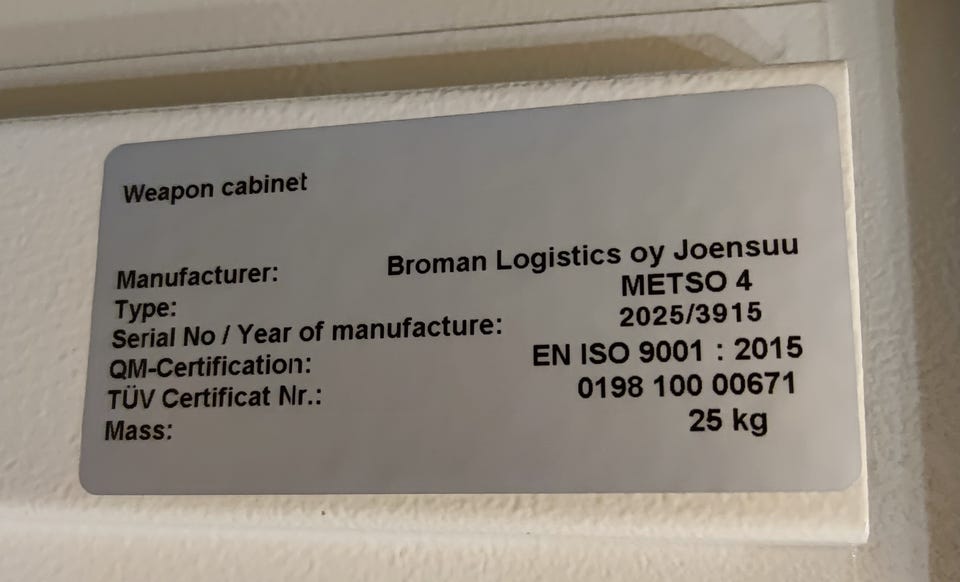 Weapon cabinet
Manufacturer: Broman Logistics oy Joensuu
Type: METSO 4
Serial No / Year of manufacture: 2025/3915
QM-Certification: EN ISO 9001 : 2015
TÜV Certificat Nr.: 0198 100 00671
Mass: 25 kg